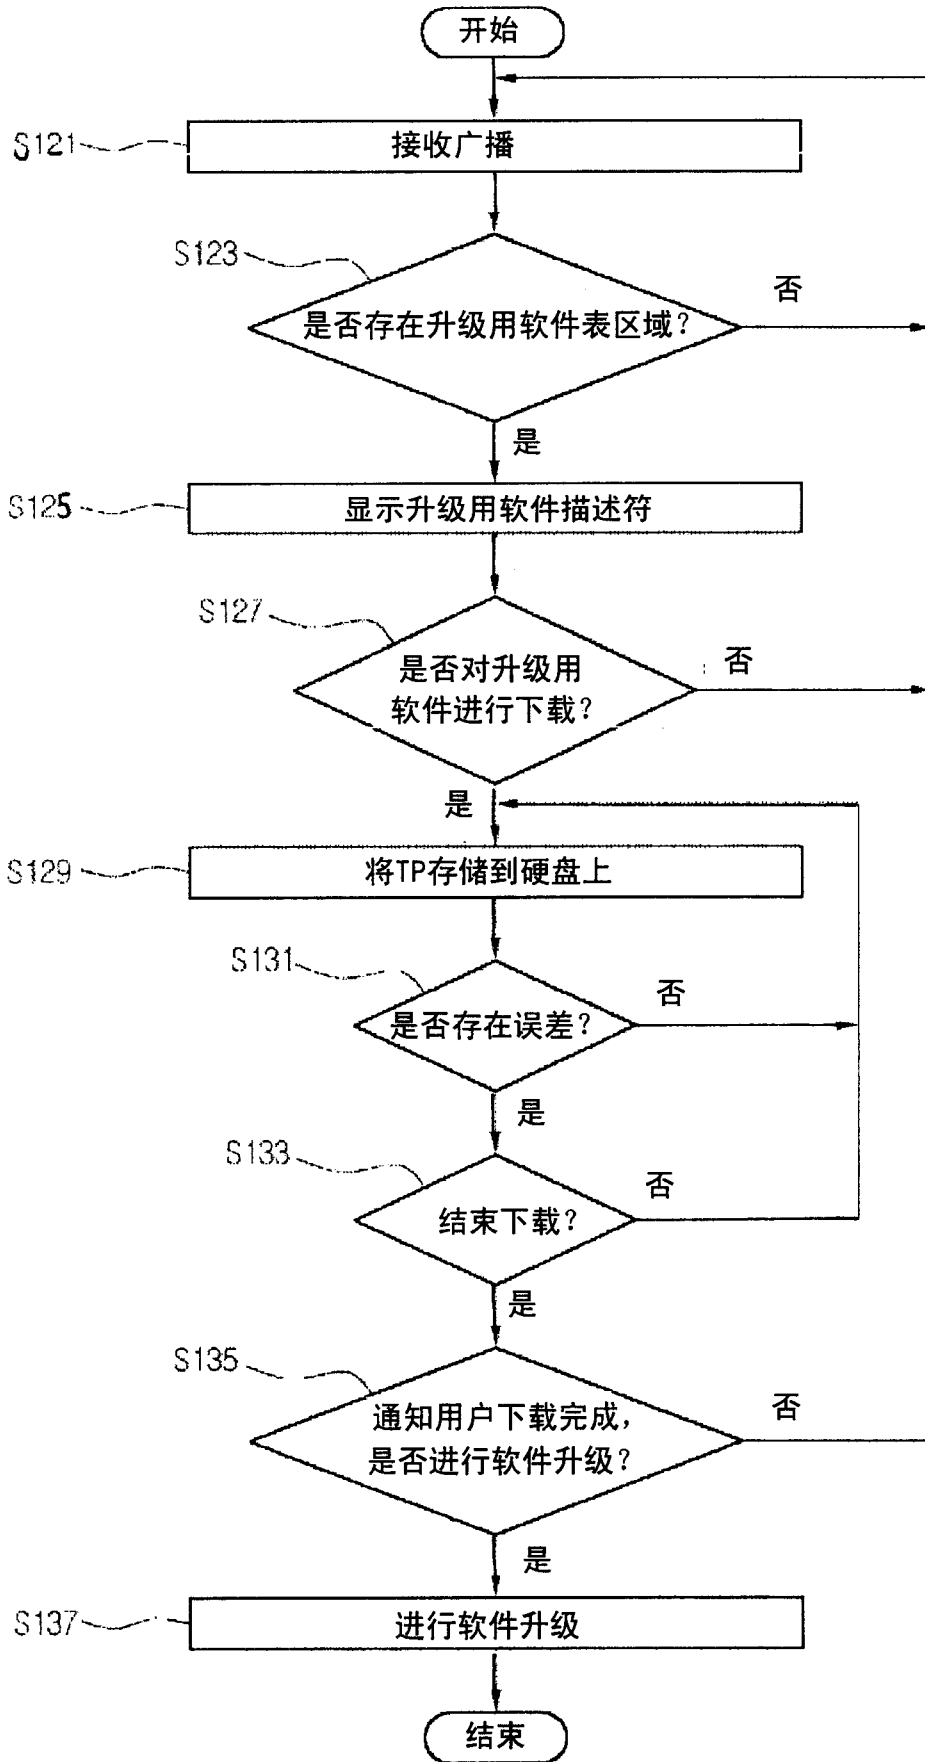 开始
S121
接收广播
S123
否
是否存在升级用软件表区域？
是
S125
显示升级用软件描述符
S127
是否对升级用
否
软件进行下载？
是
S129
将TP存储到硬盘上
S131
否
是否存在误差？
是
S133
否
结束下载？
是
S135
通知用户下载完成，
否
是否进行软件升级？
是
S137
进行软件升级
结束